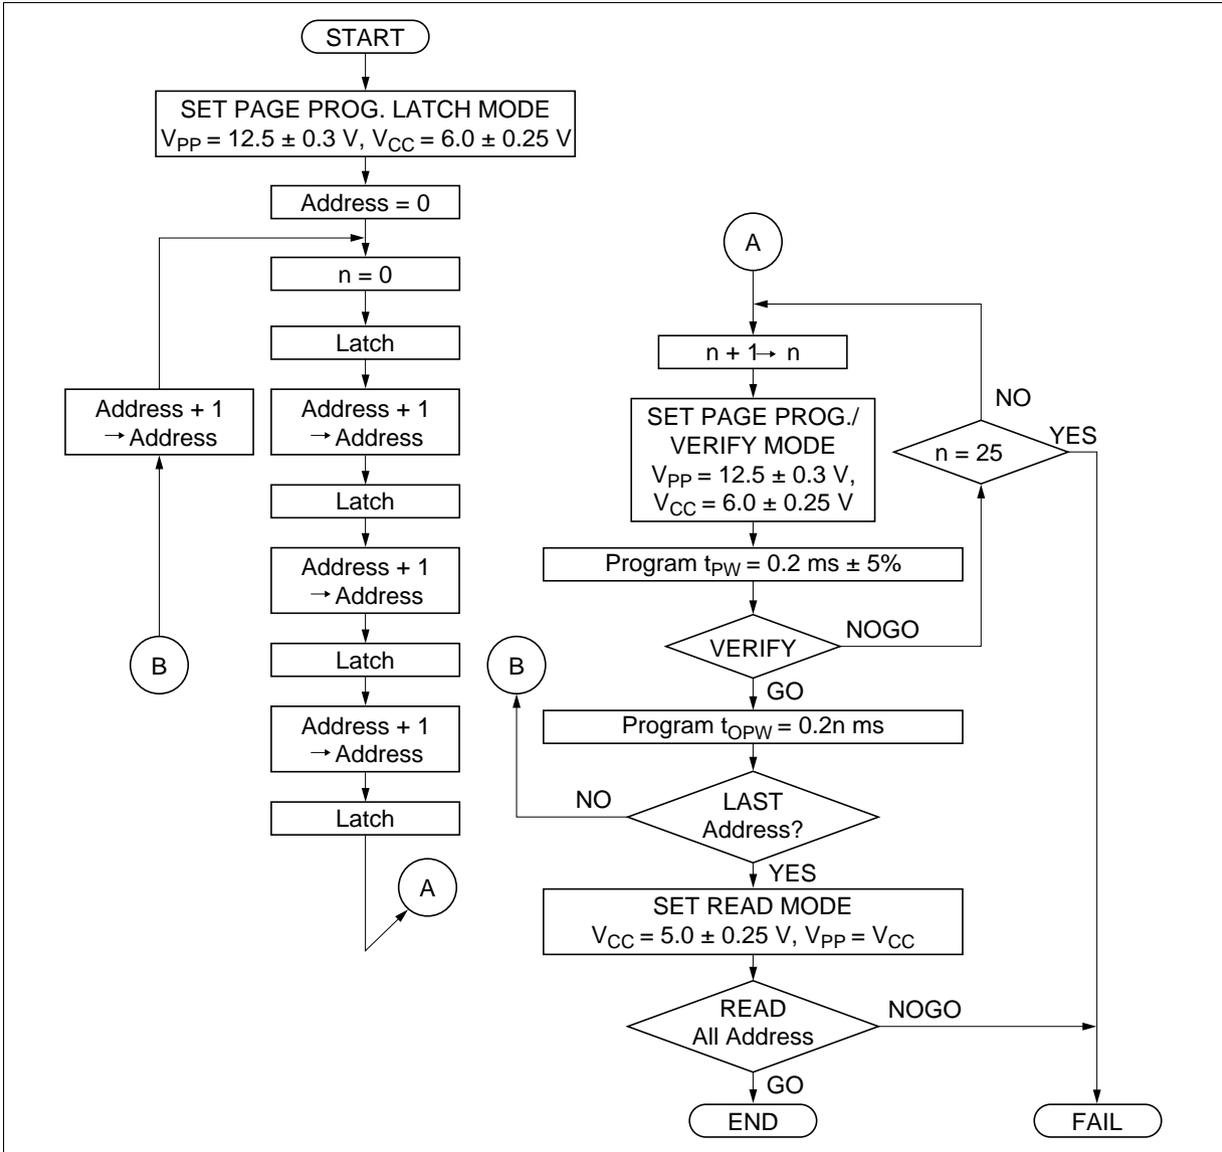 START
SET PAGE PROG. LATCH MODE
VPP = 12.5 ± 0.3 V, VCC = 6.0 ± 0.25 V
Address = 0
n = 0
Latch
Address + 1
→ Address
Latch
Address + 1
→ Address
Latch
Address + 1
→ Address
Latch
A
Address + 1
→ Address
B
A
n + 1→ n
SET PAGE PROG./
VERIFY MODE
VPP = 12.5 ± 0.3 V,
VCC = 6.0 ± 0.25 V
Program tPW = 0.2 ms ± 5%
VERIFY
NOGO
GO
n = 25
NO
YES
Program tOPW = 0.2n ms
LAST
Address?
NO
B
YES
SET READ MODE
VCC = 5.0 ± 0.25 V, VPP = VCC
READ
All Address
NOGO
GO
END
FAIL